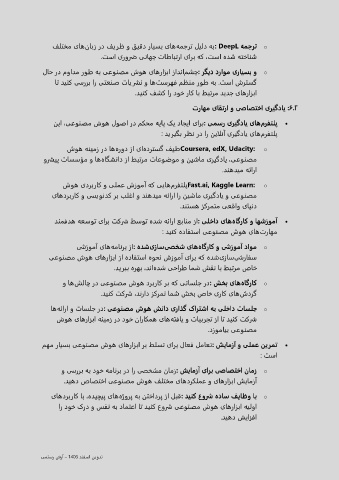 ترجمه DeepL: به دلیل ترجمه‌های بسیار دقیق و ظریف در زبان‌های مختلف
شناخته شده است، که برای ارتباطات جهانی ضروری است.
و بسیاری موارد دیگر: چشم‌انداز ابزارهای هوش مصنوعی به طور مداوم در حال
گسترش است. به طور منظم فهرست‌ها و نشریات صنعتی را بررسی کنید تا
ابزارهای جدید مرتبط با کار خود را کشف کنید.
۶.۲: یادگیری اختصاصی و ارتقای مهارت
پلتفرم‌های یادگیری رسمی: برای ایجاد یک پایه محکم در اصول هوش مصنوعی، این
پلتفرم‌های یادگیری آنلاین را در نظر بگیرید:
Coursera, edX, Udacity: طیف گسترده‌ای از دوره‌ها در زمینه هوش
مصنوعی، یادگیری ماشین و موضوعات مرتبط از دانشگاه‌ها و مؤسسات پیشرو
ارائه میدهند.
Fast.ai, Kaggle Learn: پلتفرم‌هایی که آموزش عملی و کاربردی هوش
مصنوعی و یادگیری ماشین را ارائه میدهند و اغلب بر کدنویسی و کاربردهای
دنیای واقعی متمرکز هستند.
آموزشها و کارگاه‌های داخلی: از منابع ارائه شده توسط شرکت برای توسعه هدفمند
مهارت‌های هوش مصنوعی استفاده کنید:
مواد آموزشی و کارگاه‌های شخصی‌سازی‌شده: از برنامه‌های آموزشی
سفارشی‌سازی‌شده که برای آموزش نحوه استفاده از ابزارهای هوش مصنوعی
خاص مرتبط با نقش شما طراحی شده‌اند، بهره ببرید.
کارگاه‌های بخش: در جلساتی که بر کاربرد هوش مصنوعی در چالش‌ها و
گردش‌های کاری خاص بخش شما تمرکز دارند، شرکت کنید.
جلسات داخلی به اشتراک گذاری دانش هوش مصنوعی: در جلسات و ارائه‌ها
شرکت کنید تا از تجربیات و یافته‌های همکاران خود در زمینه ابزارهای هوش
مصنوعی بیاموزد.
تمرین عملی و آزمایش: تعامل فعال برای تسلط بر ابزارهای هوش مصنوعی بسیار مهم
است:
زمان اختصاصی برای آزمایش: زمان مشخصی را در برنامه خود به بررسی و
آزمایش ابزارهای و عملکردهای مختلف هوش مصنوعی اختصاص دهید.
با وظایف ساده شروع کنید: قبل از پرداختن به پروژه‌های پیچیده، با کاربردهای
اولیه ابزارهای هوش مصنوعی شروع کنید تا اعتماد به نفس و درک خود را
افزایش دهید.
تدوین اسفند 1403 –